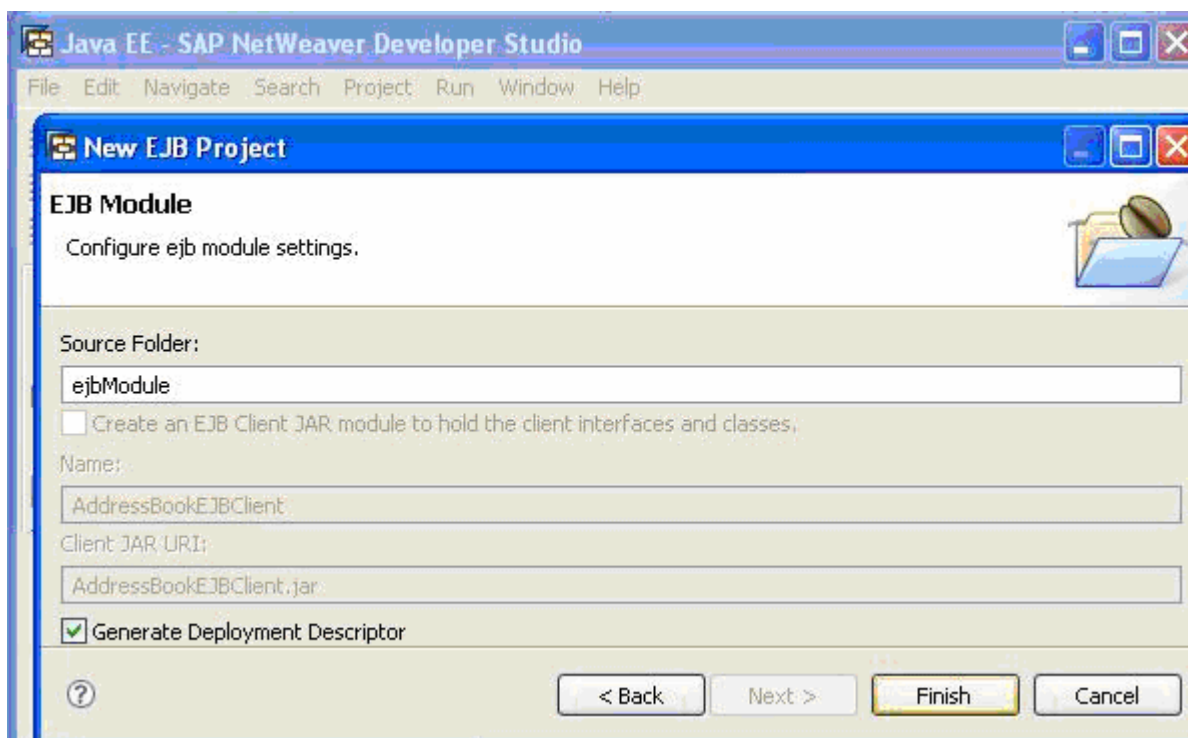 Java EE - SAP NetWeaver Developer Studio
File Edit Navigate Search Project Run Window Help
New EJB Project
EJB Module
Configure ejb module settings.
Source Folder:
ejbModule
Create an EJB Client JAR module to hold the client interfaces and classes.
Name:
AddressBookEJBClient
Client JAR URI:
AddressBookEJBClient.jar
Generate Deployment Descriptor
? < Back Next > Finish Cancel